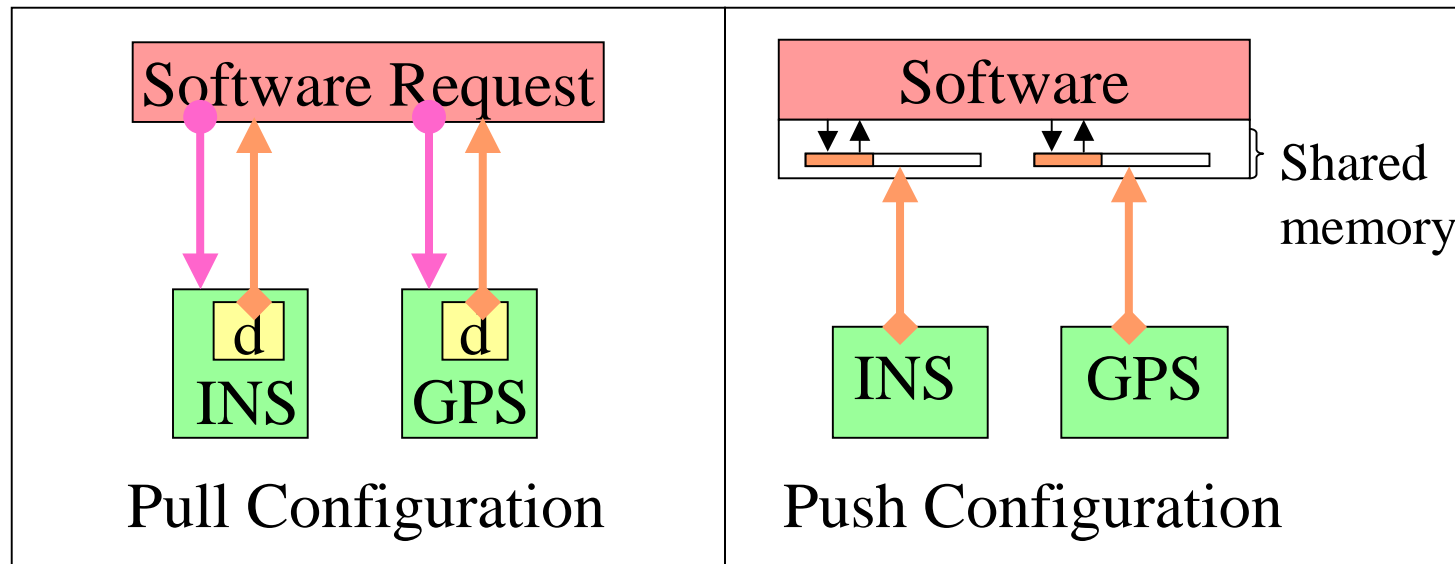 Software Request
d
INS
d
GPS
Pull Configuration
Software
Shared
memory
INS
GPS
Push Configuration